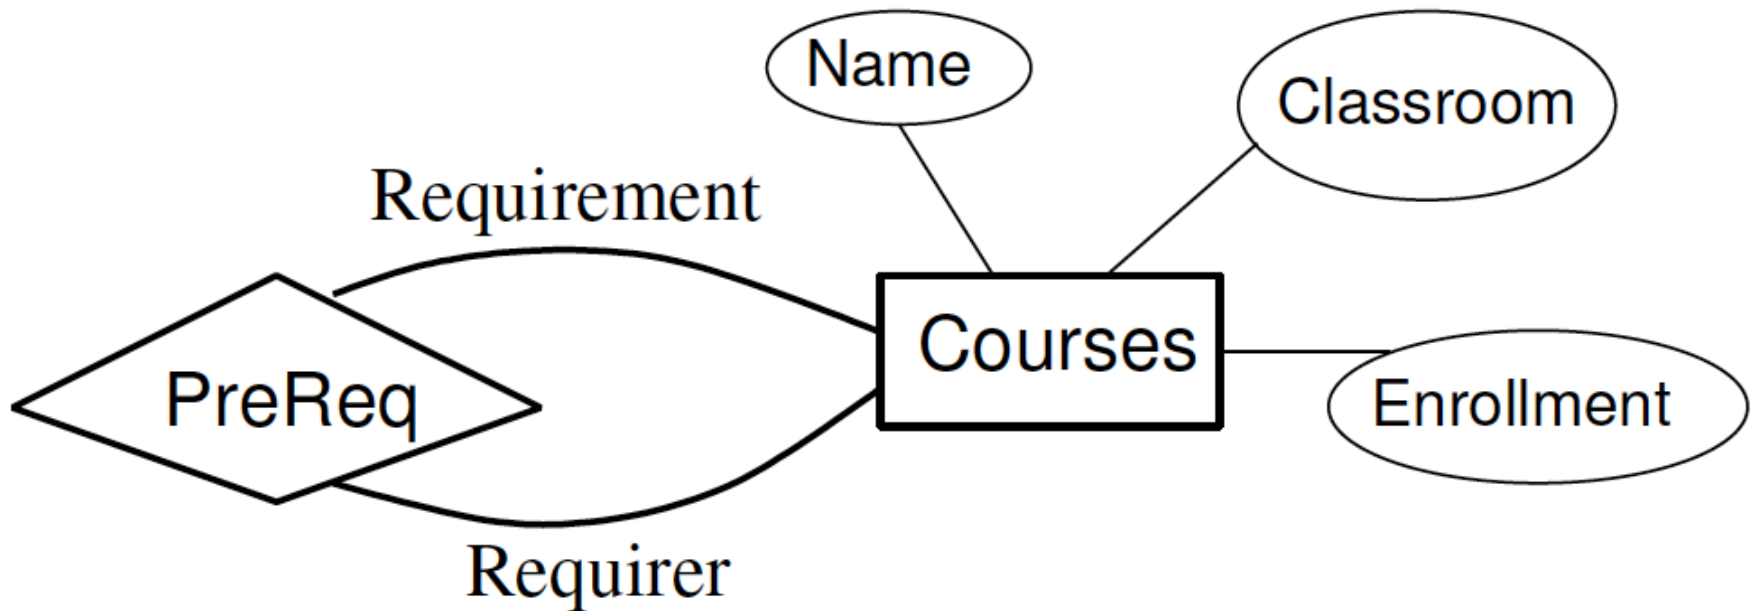 Name
Classroom
Requirement
Courses
PreReq
Enrollment
Requirer